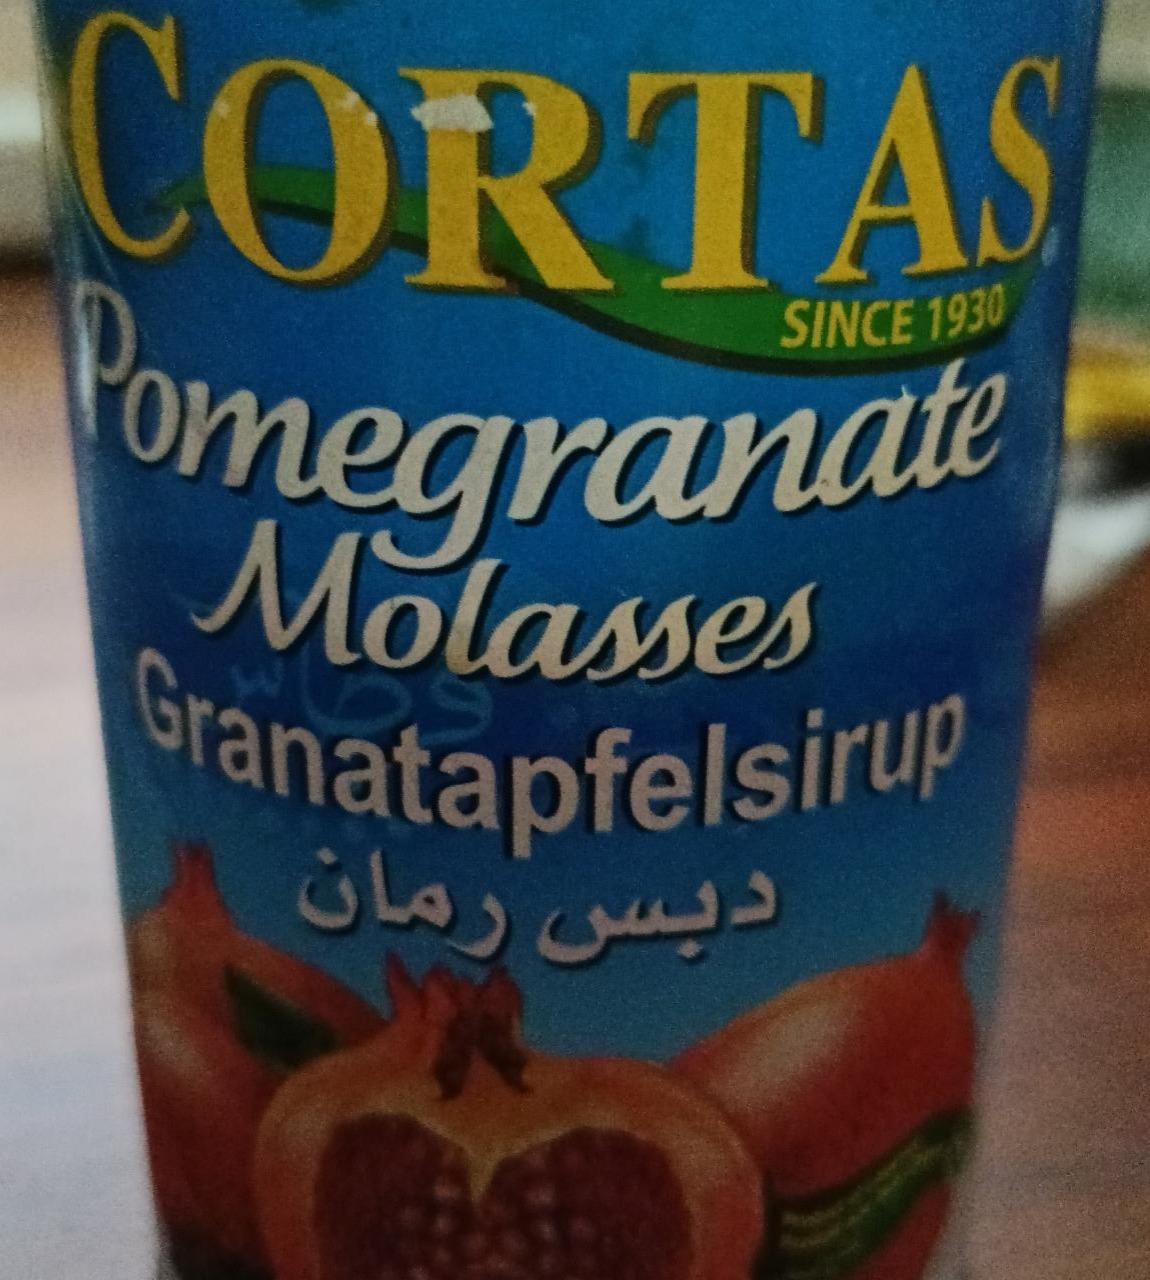 CORTAS
SINCE 1930
Pomegranate
Molasses
Granatapfelsirup
دبس رمان